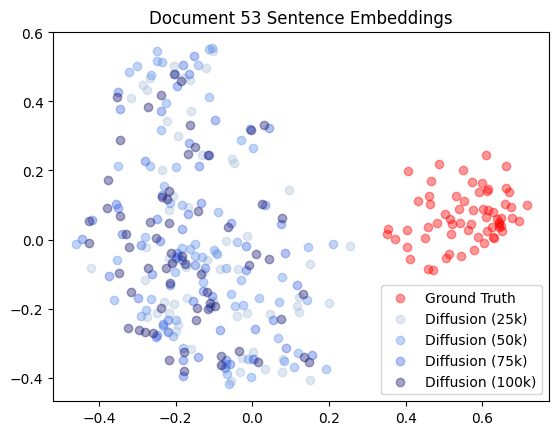 Document 53 Sentence Embeddings
0.6
0.4
0.2
0.0
−0.2
−0.4
−0.4
−0.2
0.0
0.2
0.4
0.6
Ground Truth
Diffusion (25k)
Diffusion (50k)
Diffusion (75k)
Diffusion (100k)